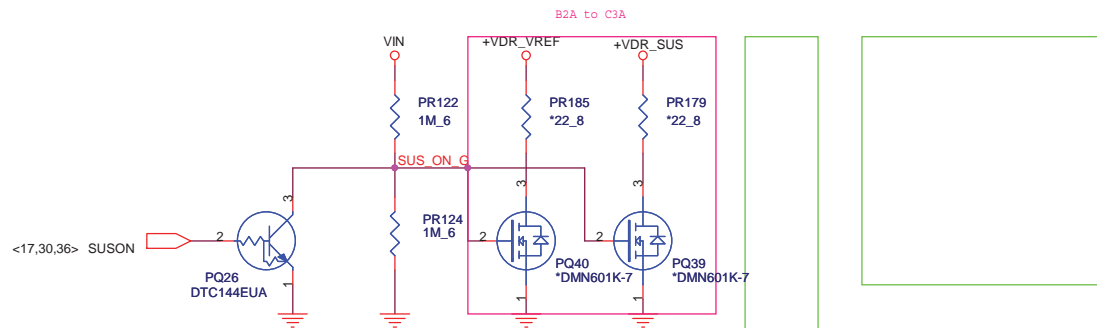 B2A to C3A
VIN
+VDR_VREF
+VDR_SUS
PR122
1M_6
PR185
*22_8
PR179
*22_8
SUS_ON_G
3
3
3
PR124
1M_6
<17,30,36> SUSON
2
2
2
PQ26
DTC144EUA
PQ40
*DMN601K-7
PQ39
*DMN601K-7
1
1
1